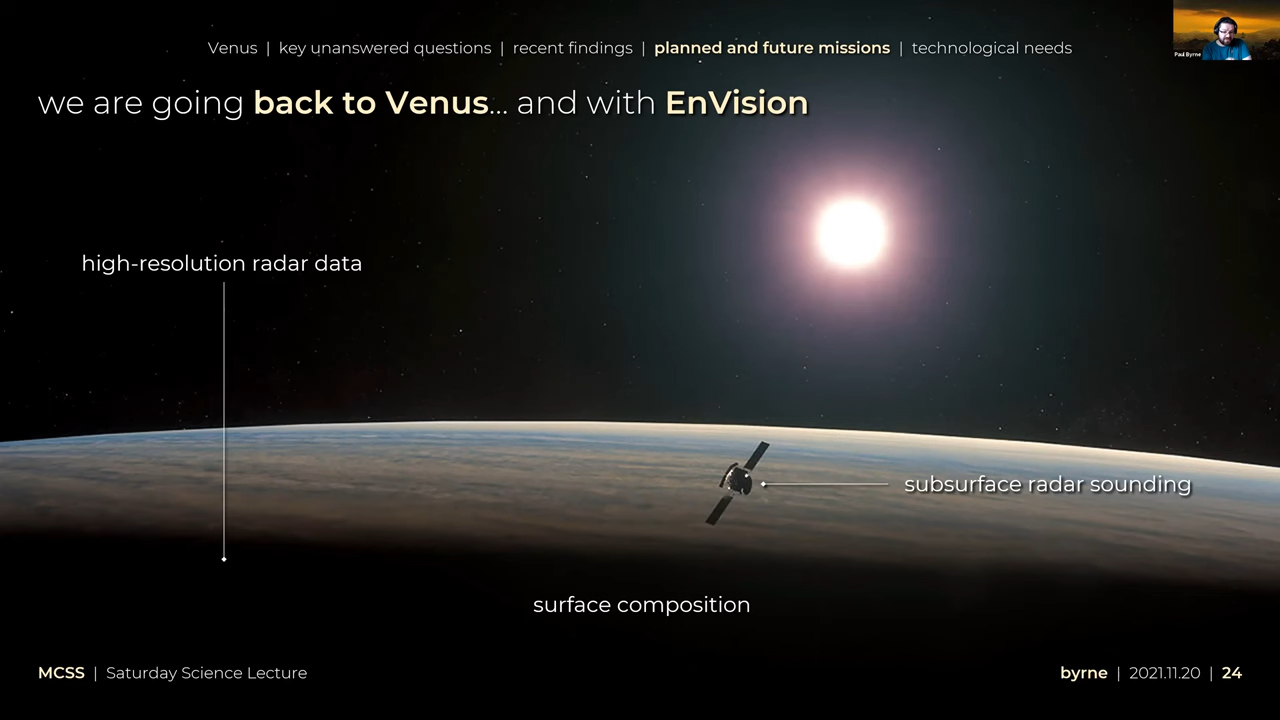 Venus | key unanswered questions | recent findings | planned and future missions | technological needs
Paul Byrne
we are going back to Venus... and with EnVision
high-resolution radar data
subsurface radar sounding
surface composition
MCSS | Saturday Science Lecture
byrne | 2021.11.20 | 24